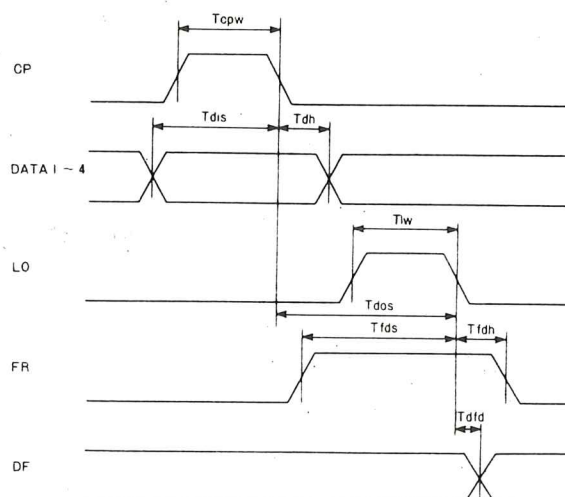 Tcpw
CP
Tdis
Tdh
DATA 1 ~ 4
Tlw
LO
Tdos
Tfds
Tfdh
FR
Tdfd
DF